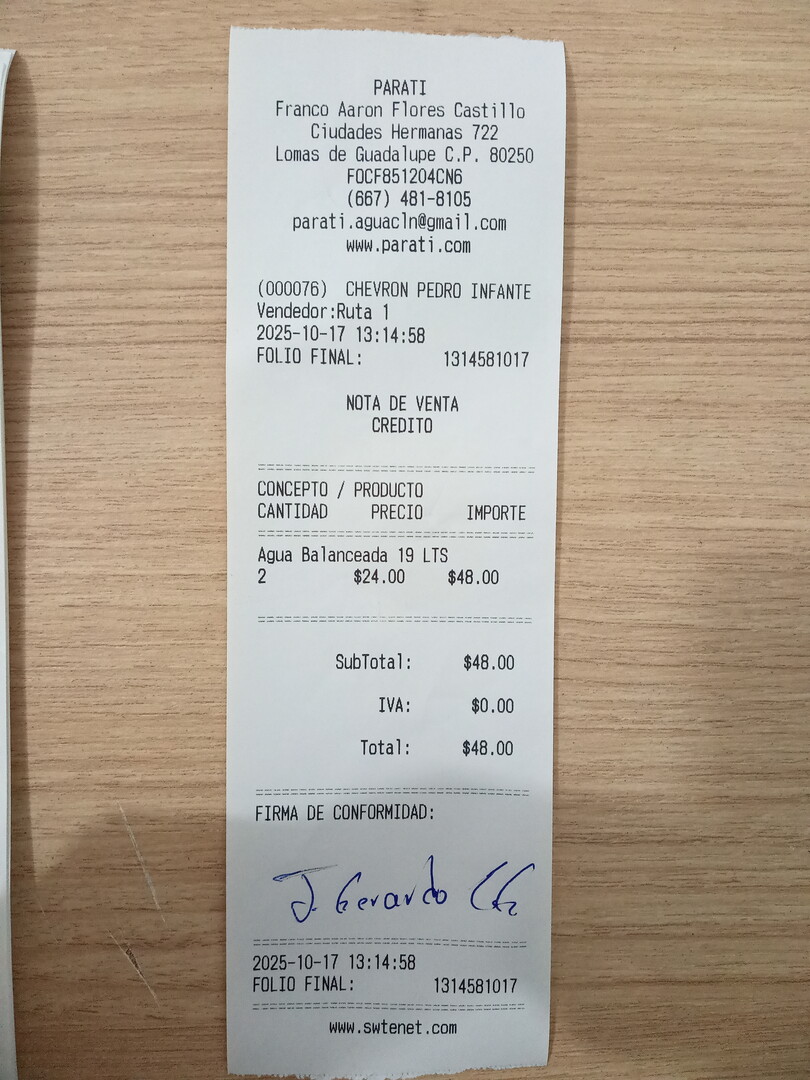 PARATI
Franco Aaron Flores Castillo
Ciudades Hermanas 722
Lomas de Guadalupe C.P. 80250
FOCF851204CN6
(667) 481-8105
parati.aguacln@gmail.com
www.parati.com
(000076) CHEVRON PEDRO INFANTE
Vendedor:Ruta 1
2025-10-17 13:14:58
FOLIO FINAL: 1314581017
NOTA DE VENTA
CREDITO
CONCEPTO / PRODUCTO
CANTIDAD PRECIO IMPORTE
Agua Balanceada 19 LTS
2 $24.00 $48.00
SubTotal: $48.00
IVA: $0.00
Total: $48.00
FIRMA DE CONFORMIDAD:
J. Gerardo
2025-10-17 13:14:58
FOLIO FINAL: 1314581017
www.swtenet.com